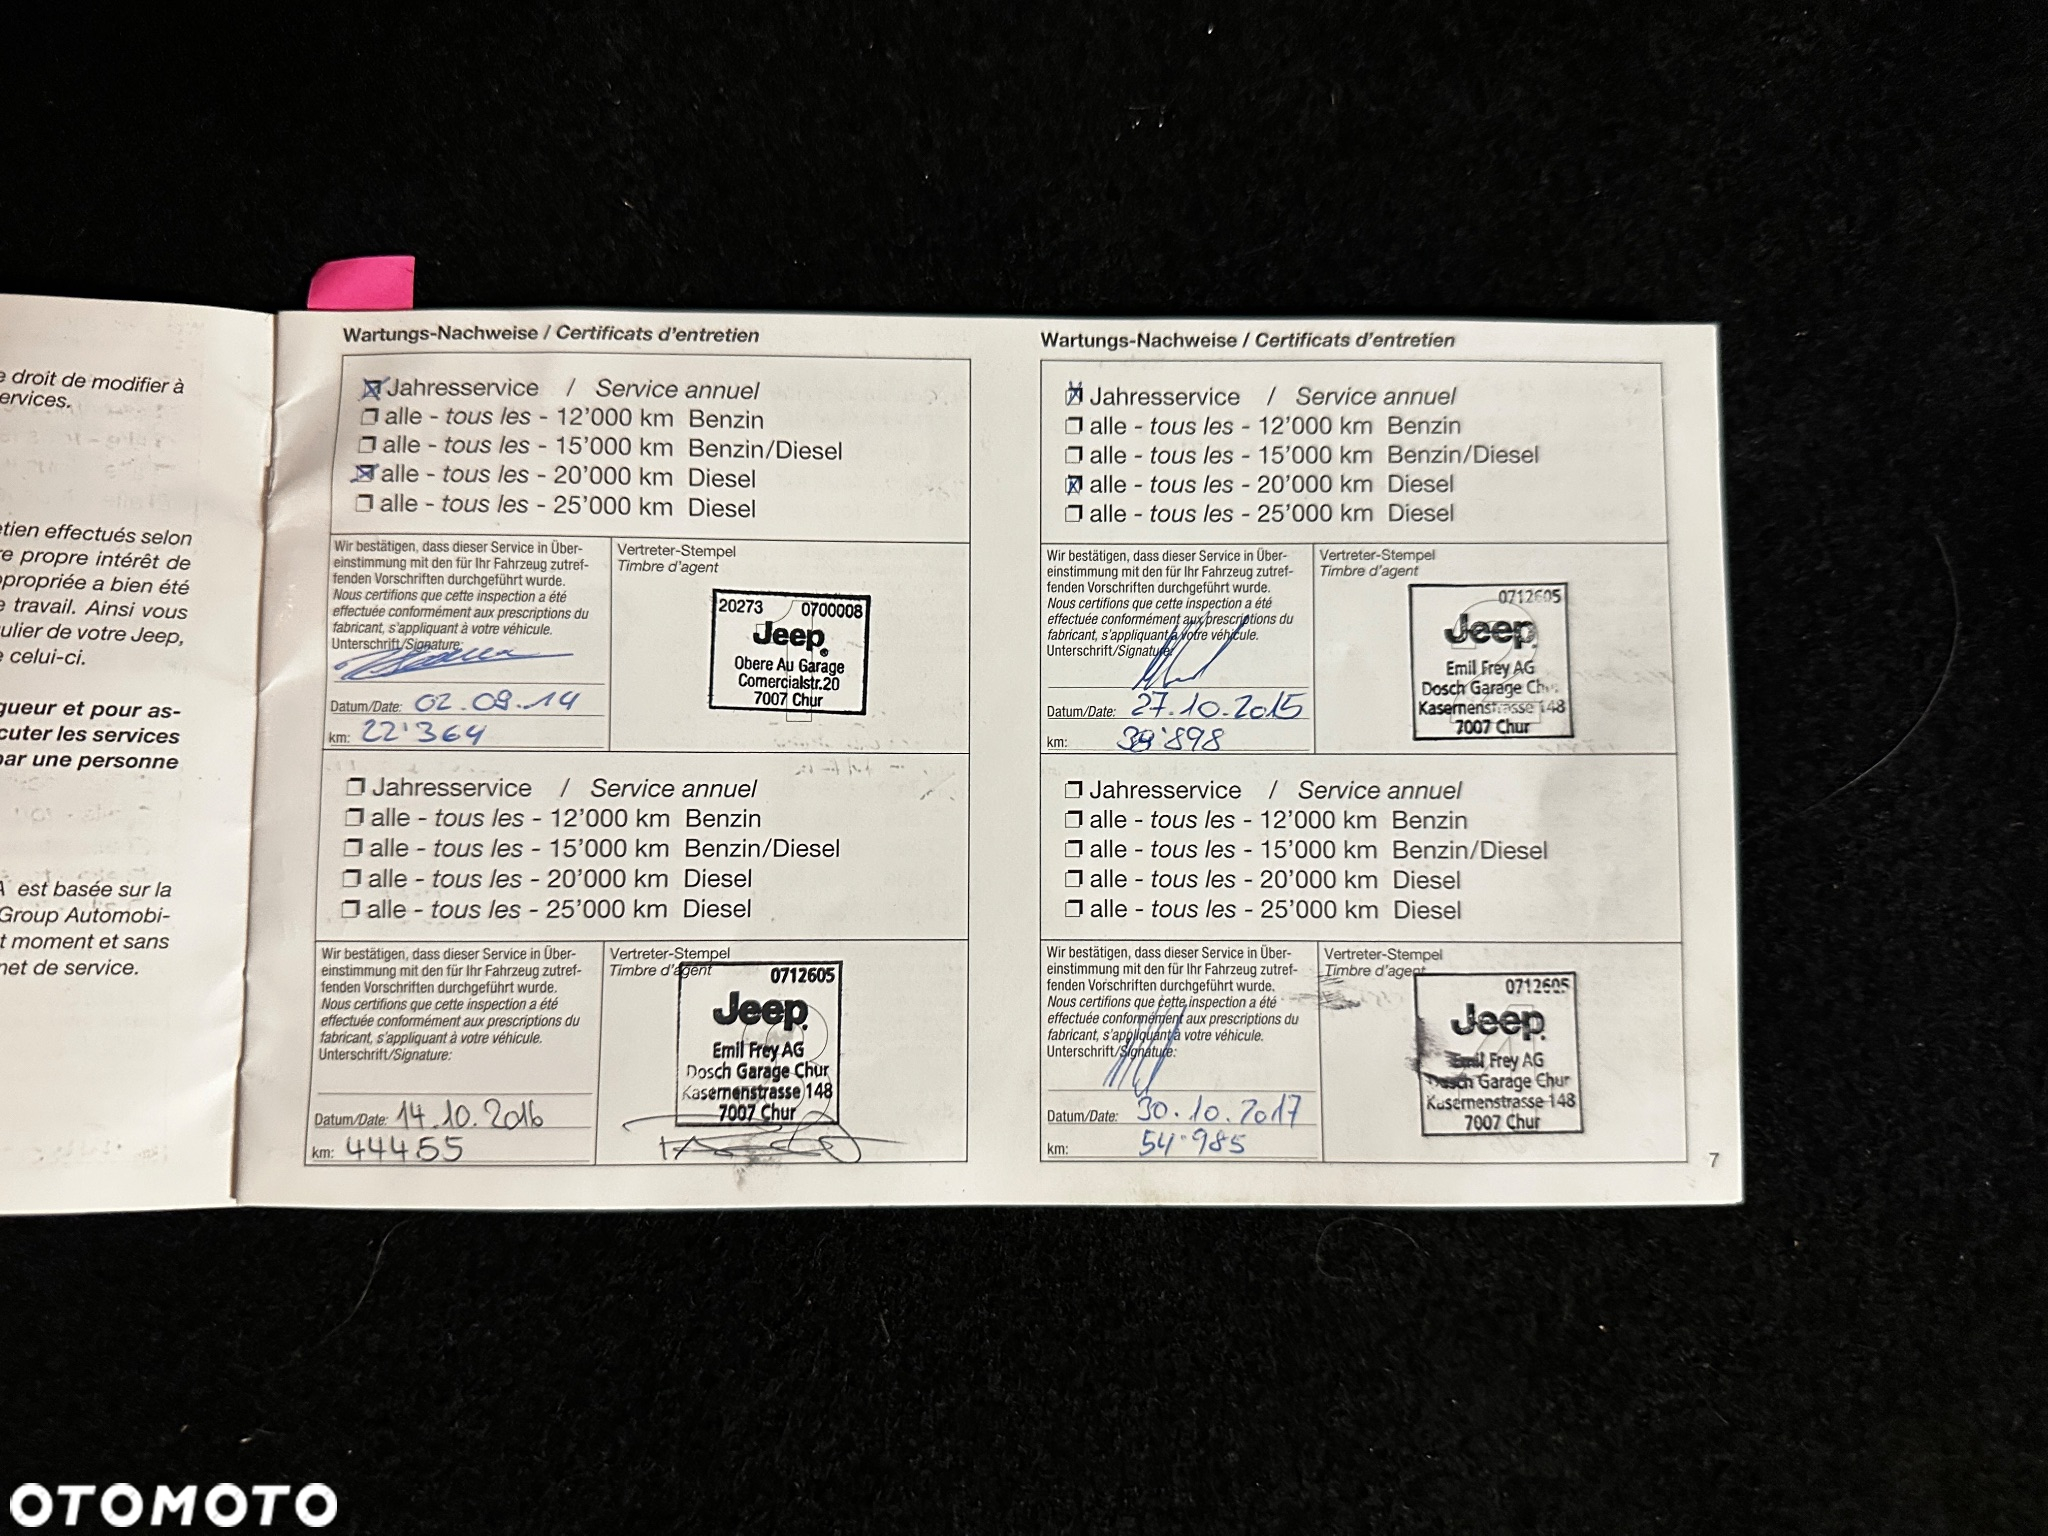 e droit de modifier à
ervices.
tien effectués selon
re propre intérêt de
ppropriée a bien été
e travail. Ainsi vous
ulier de votre Jeep,
e celui-ci.
gueur et pour as-
cuter les services
par une personne
A est basée sur la
Group Automobi-
t moment et sans
net de service.
Wartungs-Nachweise / Certificats d'entretien
Jahresservice / Service annuel
alle - tous les - 12'000 km Benzin
alle - tous les - 15'000 km Benzin/Diesel
alle - tous les - 20'000 km Diesel
alle - tous les - 25'000 km Diesel
Wir bestätigen, dass dieser Service in Über-
einstimmung mit den für Ihr Fahrzeug zutref-
fenden Vorschriften durchgeführt wurde.
Nous certifions que cette inspection a été
effectuée conformément aux prescriptions du
fabricant, s'appliquant à votre véhicule.
Unterschrift/Signature:
Datum/Date: 02.09.14
km: 22'364
Vertreter-Stempel
Timbre d'agent
20273 0700008
Jeep
Obere Au Garage
Comercialstr.20
7007 Chur
Jahresservice / Service annuel
alle - tous les - 12'000 km Benzin
alle - tous les - 15'000 km Benzin/Diesel
alle - tous les - 20'000 km Diesel
alle - tous les - 25'000 km Diesel
Wir bestätigen, dass dieser Service in Über-
einstimmung mit den für Ihr Fahrzeug zutref-
fenden Vorschriften durchgeführt wurde.
Nous certifions que cette inspection a été
effectuée conformément aux prescriptions du
fabricant, s'appliquant à votre véhicule.
Unterschrift/Signature:
Datum/Date: 14.10.2016
km: 44455
Vertreter-Stempel
Timbre d'agent
0712605
Jeep
Emil Frey AG
Dosch Garage Chur
Kasernenstrasse 148
7007 Chur
Wartungs-Nachweise / Certificats d'entretien
Jahresservice / Service annuel
alle - tous les - 12'000 km Benzin
alle - tous les - 15'000 km Benzin/Diesel
alle - tous les - 20'000 km Diesel
alle - tous les - 25'000 km Diesel
Wir bestätigen, dass dieser Service in Über-
einstimmung mit den für Ihr Fahrzeug zutref-
fenden Vorschriften durchgeführt wurde.
Nous certifions que cette inspection a été
effectuée conformément aux prescriptions du
fabricant, s'appliquant à votre véhicule.
Unterschrift/Signature:
Datum/Date: 27.10.2015
km:
Vertreter-Stempel
Timbre d'agent
0712605
Jeep
Emil Frey AG
Dosch Garage
Kasernenstrasse 148
7007 Chur
Jahresservice / Service annuel
alle - tous les - 12'000 km Benzin
alle - tous les - 15'000 km Benzin/Diesel
alle - tous les - 20'000 km Diesel
alle - tous les - 25'000 km Diesel
Wir bestätigen, dass dieser Service in Über-
einstimmung mit den für Ihr Fahrzeug zutref-
fenden Vorschriften durchgeführt wurde.
Nous certifions que cette inspection a été
effectuée conformément aux prescriptions du
fabricant, s'appliquant à votre véhicule.
Unterschrift/Signature:
Datum/Date: 30.10.2017
km: 54'985
Vertreter-Stempel
Timbre d'agent
0712605
Jeep
Emil Frey AG
Dosch Garage Chur
Kasernenstrasse 148
7007 Chur
7
OTOMOTO